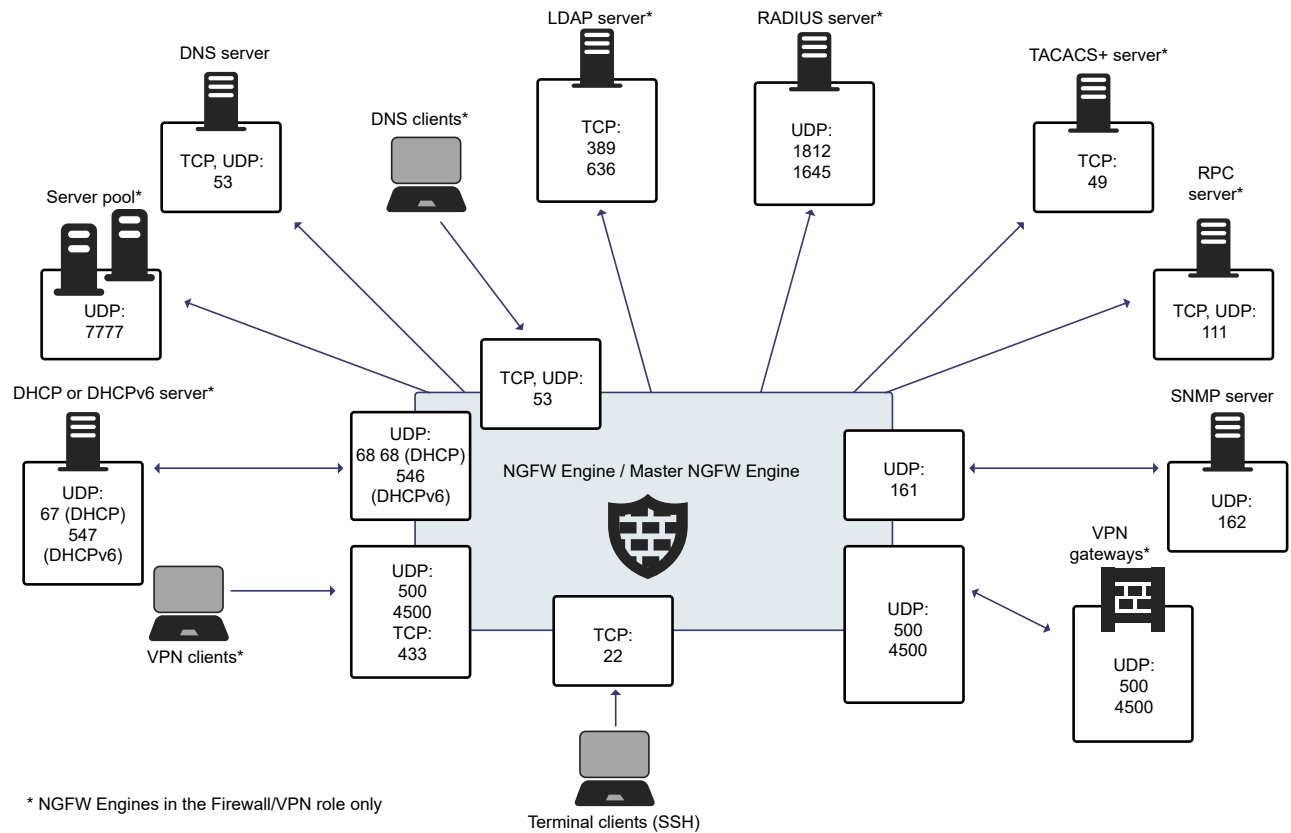 LDAP server*
TCP:
389
636
RADIUS server*
UDP:
1812
1645
DNS server
TCP, UDP:
53
TACACS+ server*
TCP:
49
DNS clients*
TCP, UDP:
53
RPC
server*
TCP, UDP:
111
Server pool*
UDP:
7777
DHCP or DHCPv6 server*
UDP:
67 (DHCP)
547
(DHCPv6)
UDP:
68 68 (DHCP)
546
(DHCPv6)
NGFW Engine / Master NGFW Engine
UDP:
161
SNMP server
UDP:
162
VPN clients*
UDP:
500
4500
TCP:
433
TCP:
22
UDP:
500
4500
VPN
gateways*
UDP:
500
4500
Terminal clients (SSH)
* NGFW Engines in the Firewall/VPN role only